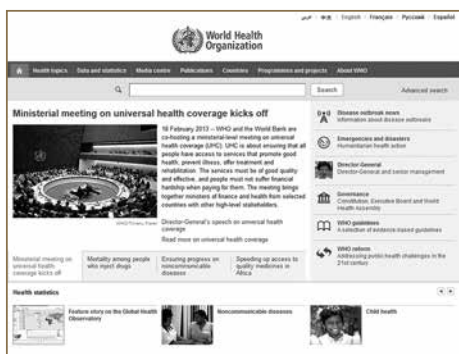 عربي 中文 English Français Русский Español
World Health
Organization
Health topics Data and statistics Media centre Publications Countries Programmes and projects About WHO
Search Advanced search
Ministerial meeting on universal health coverage kicks off
18 February 2013 – WHO and the World Bank are
co-hosting a ministerial-level meeting on universal
health coverage (UHC). UHC is about ensuring that all
people have access to services that promote good
health, prevent illness, offer treatment and
rehabilitation. The services must be of good quality
and effective, and people must not suffer financial
hardship when paying for them. The meeting brings
together ministers of finance and health from selected
countries with other high-level stakeholders.
Director-General's speech on universal health
coverage
Read more on universal health coverage
Disease outbreak news
Information about disease outbreaks
Emergencies and disasters
Humanitarian health action
Director-General
Director-General and senior management
Governance
Constitution, Executive Board and World
Health Assembly
WHO guidelines
A selection of evidence-based guidelines
WHO reform
Addressing public health challenges in the
21st century
Ministerial meeting on
universal health
coverage kicks off
Mortality among people
who inject drugs
Ensuring progress on
noncommunicable
diseases
Speeding up access to
quality medicines in
Africa
Health statistics
Feature story on the Global Health
Observatory
Noncommunicable diseases
Child health